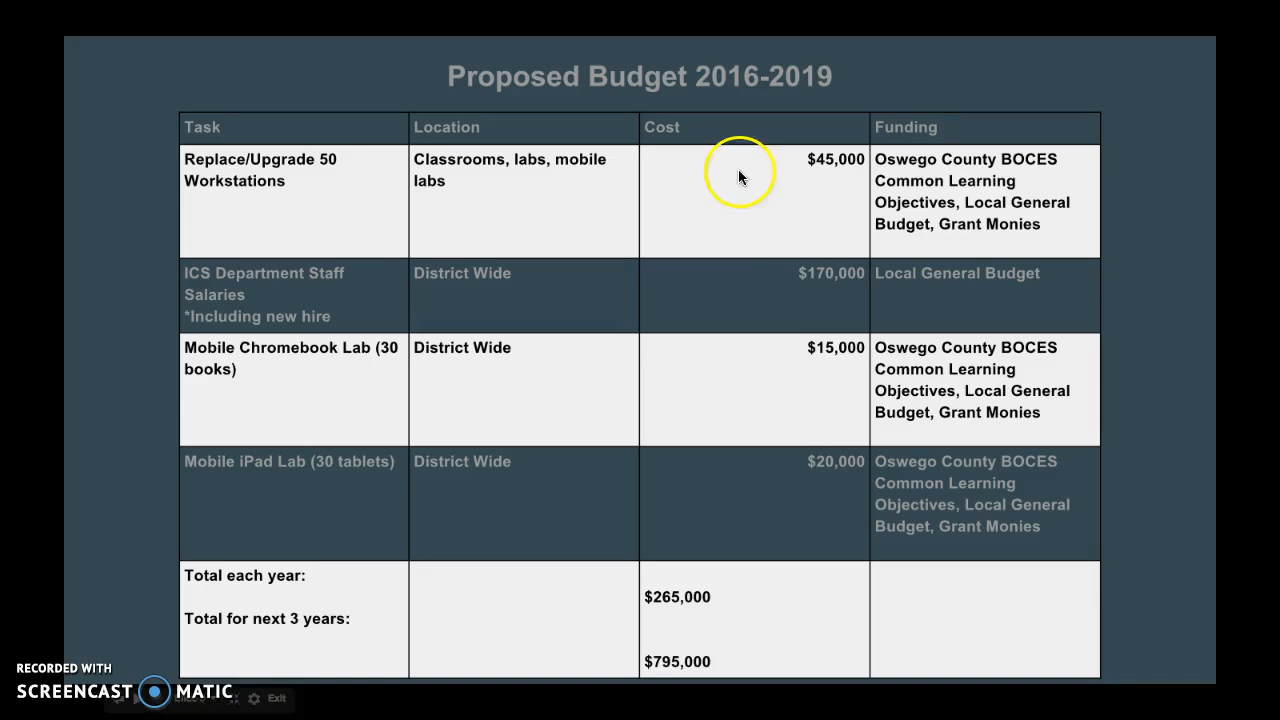 Proposed Budget 2016-2019
Task Location Cost Funding
Replace/Upgrade 50 Classrooms, labs, mobile $45,000 Oswego County BOCES
Workstations labs Common Learning
Objectives, Local General
Budget, Grant Monies
ICS Department Staff District Wide $170,000 Local General Budget
Salaries
*Including new hire
Mobile Chromebook Lab (30 District Wide $15,000 Oswego County BOCES
books) Common Learning
Objectives, Local General
Budget, Grant Monies
Mobile iPad Lab (30 tablets) District Wide $20,000 Oswego County BOCES
Common Learning
Objectives, Local General
Budget, Grant Monies
Total each year:
$265,000
Total for next 3 years:
$795,000
RECORDED WITH
SCREENCAST MATIC
Exit